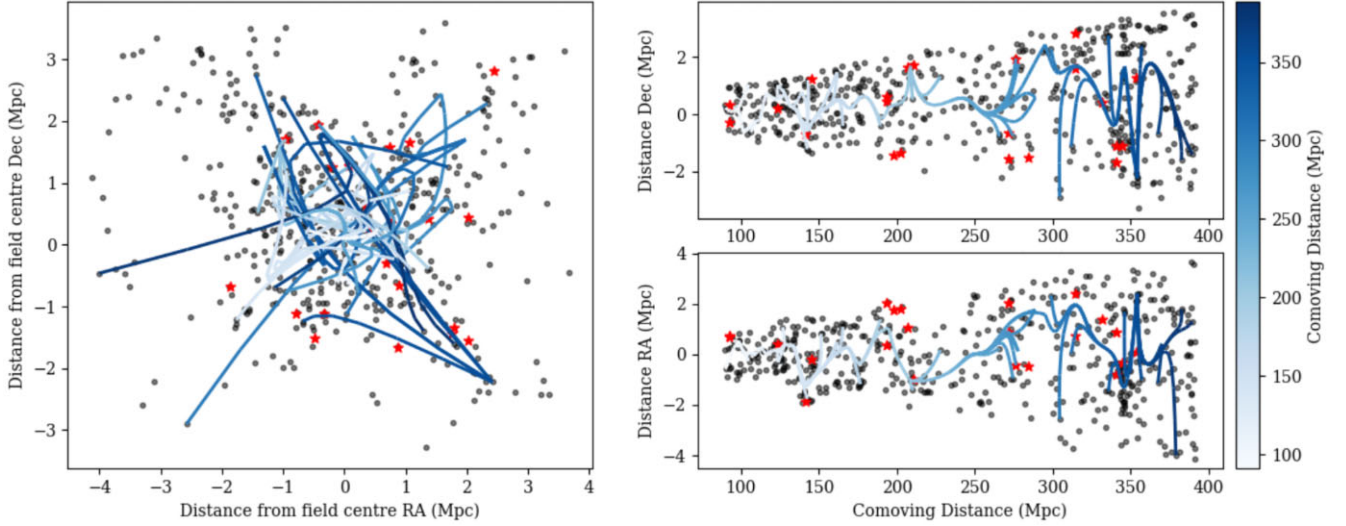 Distance from field centre Dec (Mpc)
3
2
1
0
−1
−2
−3
−4 −3 −2 −1 0 1 2 3 4
Distance from field centre RA (Mpc)
Distance Dec (Mpc)
2
0
−2
100 150 200 250 300 350 400
Distance RA (Mpc)
4
2
0
−2
−4
100 150 200 250 300 350 400
Comoving Distance (Mpc)
350
300
250
200
150
100
Comoving Distance (Mpc)